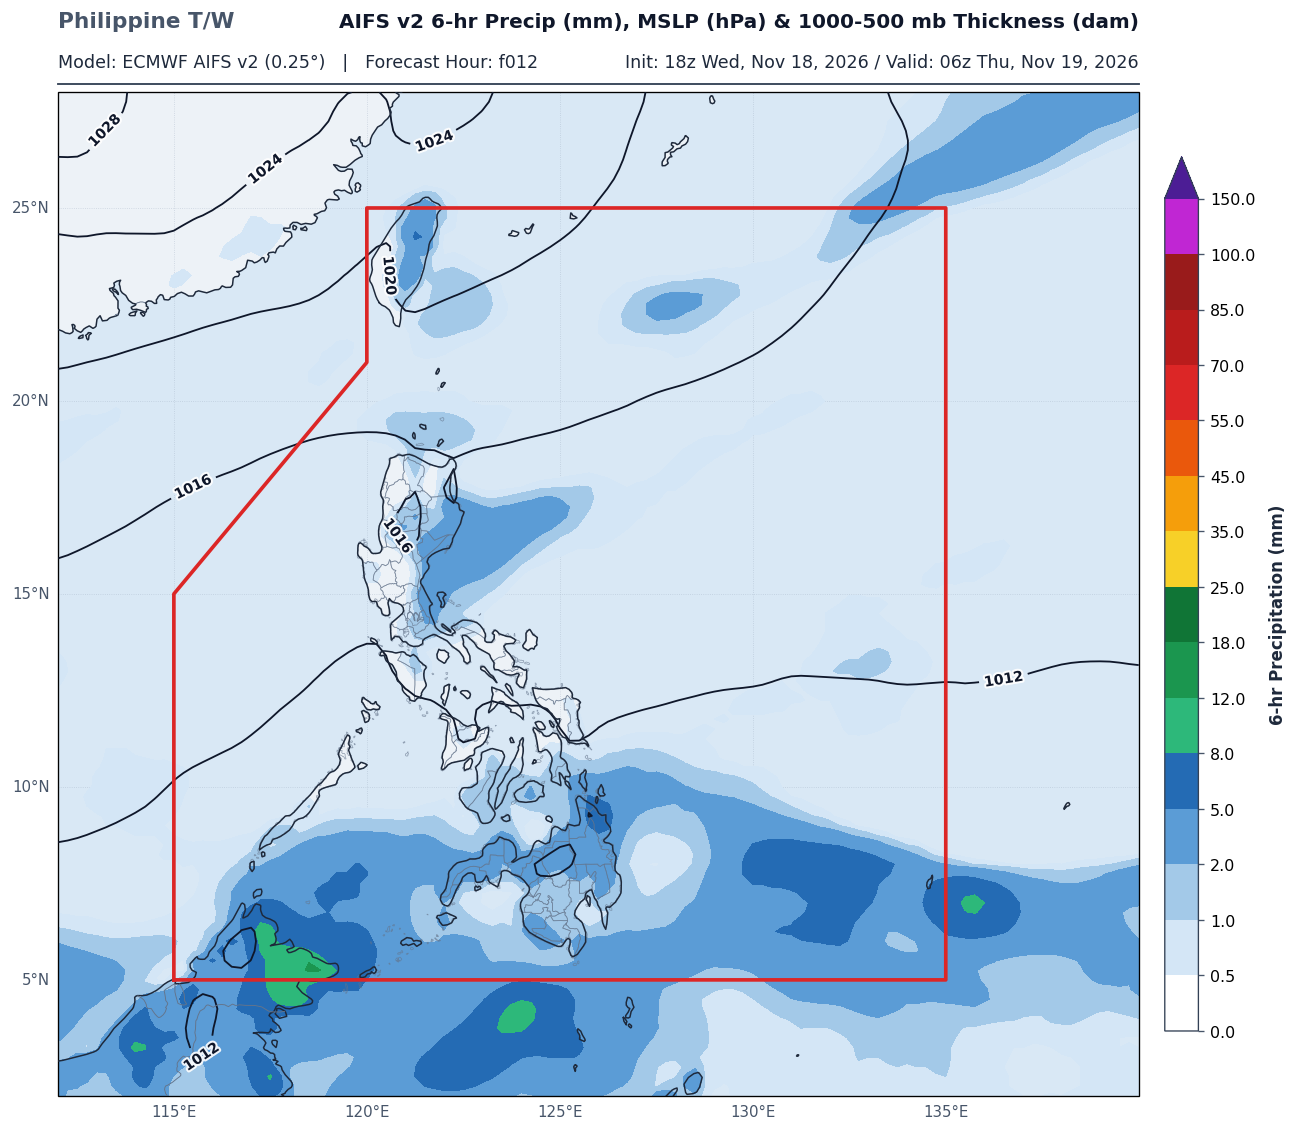 Philippine T/W
AIFS v2 6-hr Precip (mm), MSLP (hPa) & 1000-500 mb Thickness (dam)
Model: ECMWF AIFS v2 (0.25°) | Forecast Hour: f012
Init: 18z Wed, Nov 18, 2026 / Valid: 06z Thu, Nov 19, 2026
1028
1024
1024
1020
1016
1016
1012
1012
25°N
20°N
15°N
10°N
5°N
115°E
120°E
125°E
130°E
135°E
150.0
100.0
85.0
70.0
55.0
45.0
35.0
25.0
18.0
12.0
8.0
5.0
2.0
1.0
0.5
0.0
6-hr Precipitation (mm)